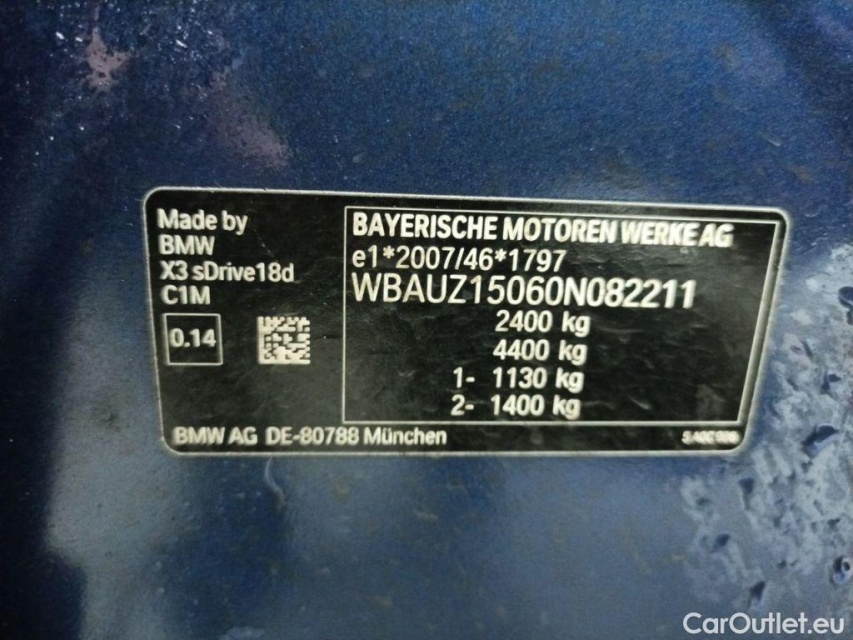 Made by
BMW
X3 sDrive18d
C1M
0.14
BAYERISCHE MOTOREN WERKE AG
e1*2007/46*1797
WBAUZ15060N082211
2400 kg
4400 kg
1- 1130 kg
2- 1400 kg
BMW AG DE-80788 München
CarOutlet.eu